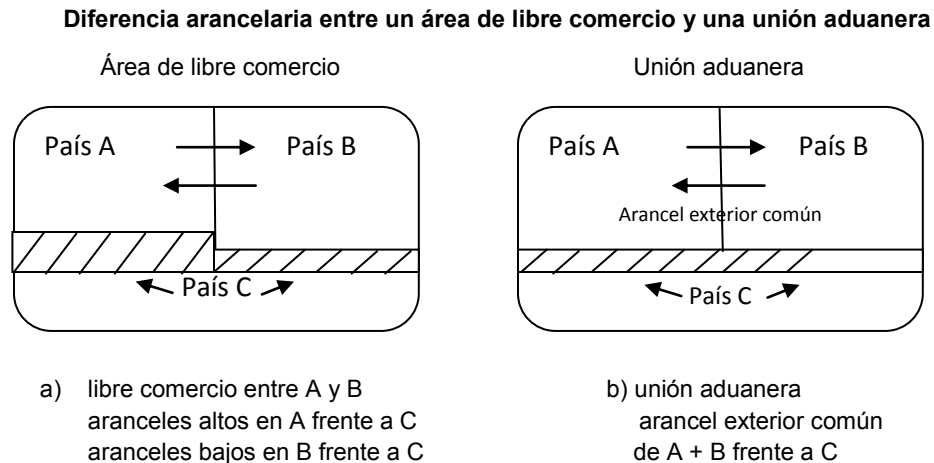 Diferencia arancelaria entre un área de libre comercio y una unión aduanera
Área de libre comercio
País A
País B
País C
a) libre comercio entre A y B
aranceles altos en A frente a C
aranceles bajos en B frente a C
Unión aduanera
País A
País B
Arancel exterior común
País C
b) unión aduanera
arancel exterior común
de A + B frente a C